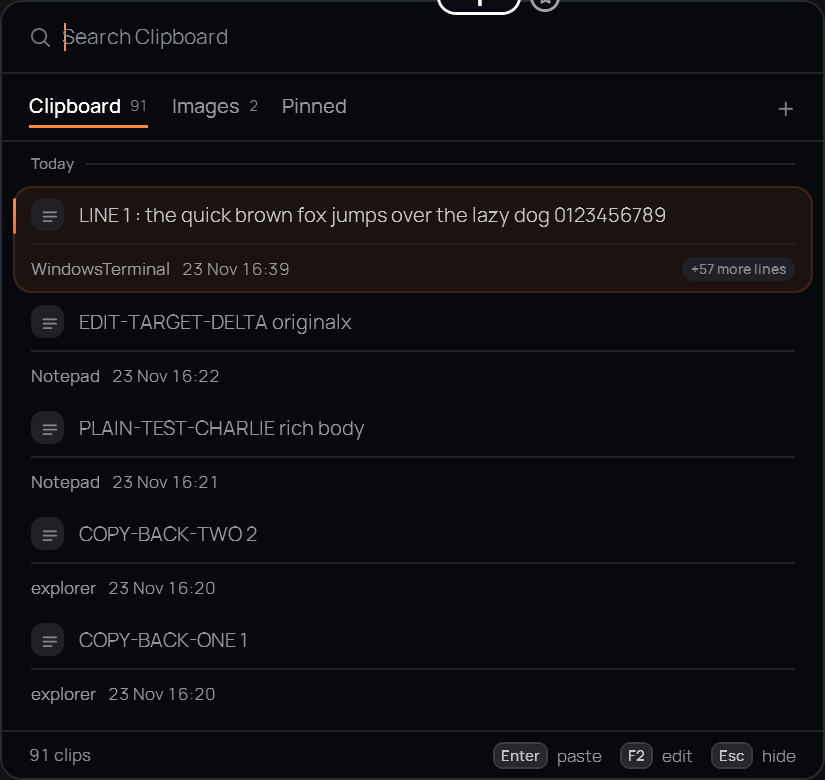 Search Clipboard
Clipboard 91 Images 2 Pinned +
Today
LINE 1 : the quick brown fox jumps over the lazy dog 0123456789
WindowsTerminal 23 Nov 16:39 +57 more lines
EDIT-TARGET-DELTA originalx
Notepad 23 Nov 16:22
PLAIN-TEST-CHARLIE rich body
Notepad 23 Nov 16:21
COPY-BACK-TWO 2
explorer 23 Nov 16:20
COPY-BACK-ONE 1
explorer 23 Nov 16:20
91 clips Enter paste F2 edit Esc hide